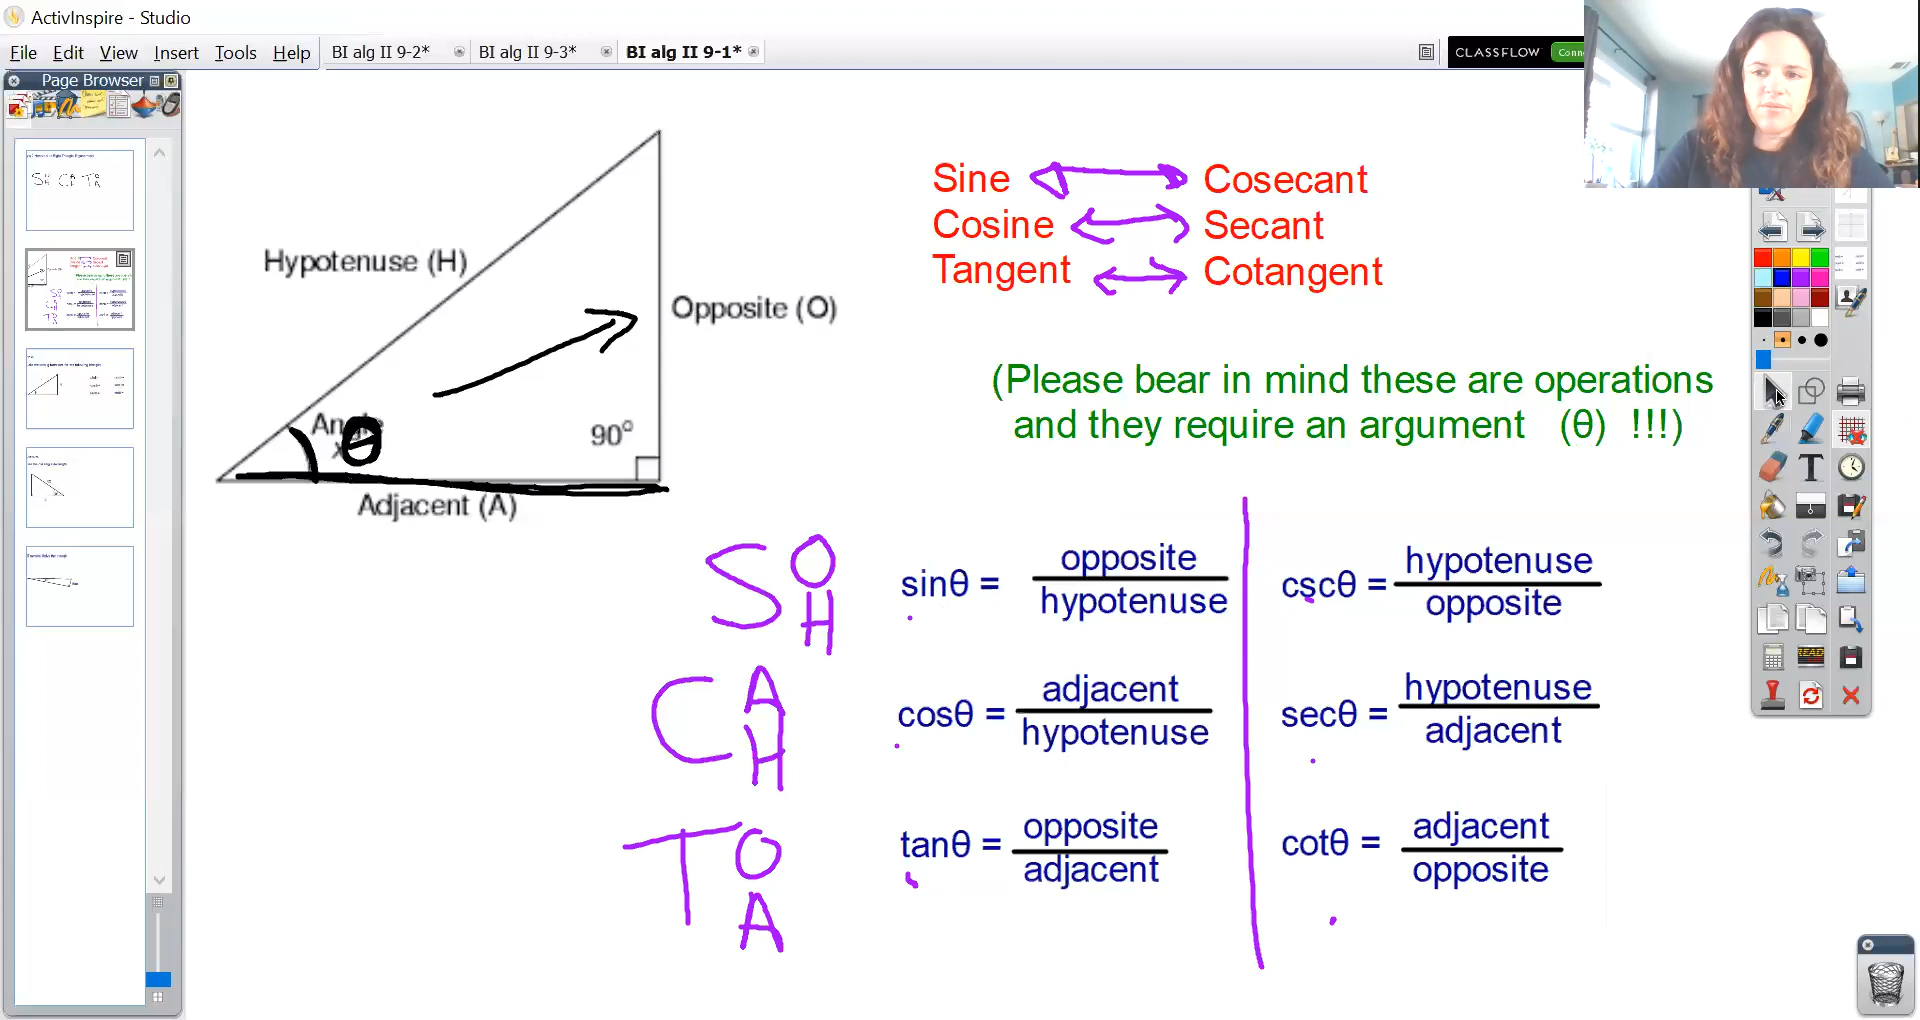 ActivInspire - Studio
File Edit View Insert Tools Help
BI alg II 9-2* BI alg II 9-3* BI alg II 9-1*
CLASSFLOW Conn
Page Browser
Hypotenuse (H)
Opposite (O)
Angle
θ
90°
Adjacent (A)
Sine Cosecant
Cosine Secant
Tangent Cotangent
(Please bear in mind these are operations
and they require an argument (θ) !!!)
S O
H
C A
H
T O
A
sinθ = opposite
hypotenuse
cscθ = hypotenuse
opposite
cosθ = adjacent
hypotenuse
secθ = hypotenuse
adjacent
tanθ = opposite
adjacent
cotθ = adjacent
opposite